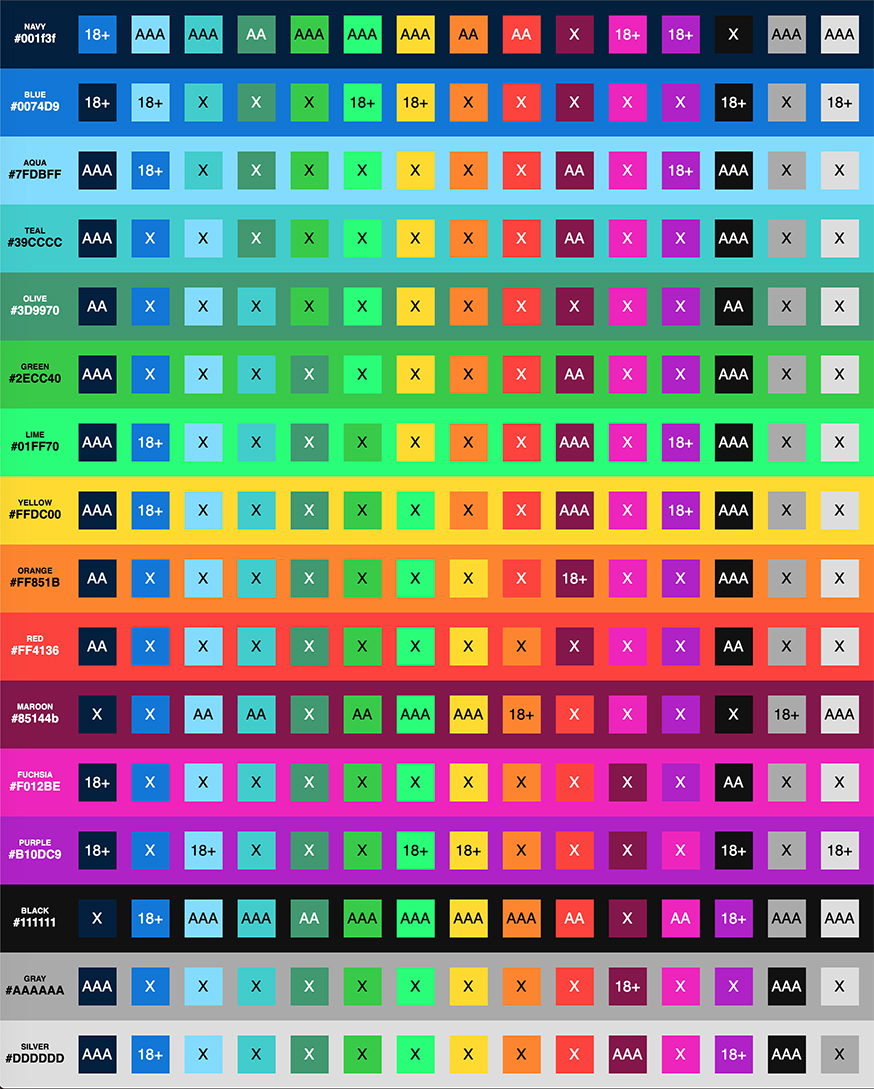 NAVY
#001f3f 18+ AAA AAA AA AAA AAA AAA AA AA X 18+ 18+ X AAA AAA
BLUE
#0074D9 18+ 18+ X X X 18+ 18+ X X X X X 18+ X 18+
AQUA
#7FDBFF AAA 18+ X X X X X X X AA X 18+ AAA X X
TEAL
#39CCCC AAA X X X X X X X X AA X X AAA X X
OLIVE
#3D9970 AA X X X X X X X X X X X AA X X
GREEN
#2ECC40 AAA X X X X X X X X AA X X AAA X X
LIME
#01FF70 AAA 18+ X X X X X X X AAA X 18+ AAA X X
YELLOW
#FFDC00 AAA 18+ X X X X X X X AAA X 18+ AAA X X
ORANGE
#FF851B AA X X X X X X X X 18+ X X AAA X X
RED
#FF4136 AA X X X X X X X X X X X AA X X
MAROON
#85144b X X AA AA X AA AAA AAA 18+ X X X X 18+ AAA
FUCHSIA
#F012BE 18+ X X X X X X X X X X X AA X X
PURPLE
#B10DC9 18+ X 18+ X X X 18+ 18+ X X X X 18+ X 18+
BLACK
#111111 X 18+ AAA AAA AA AAA AAA AAA AAA AA X AA 18+ AAA AAA
GRAY
#AAAAAA AAA X X X X X X X X X 18+ X X AAA X
SILVER
#DDDDDD AAA 18+ X X X X X X X X AAA X 18+ AAA X